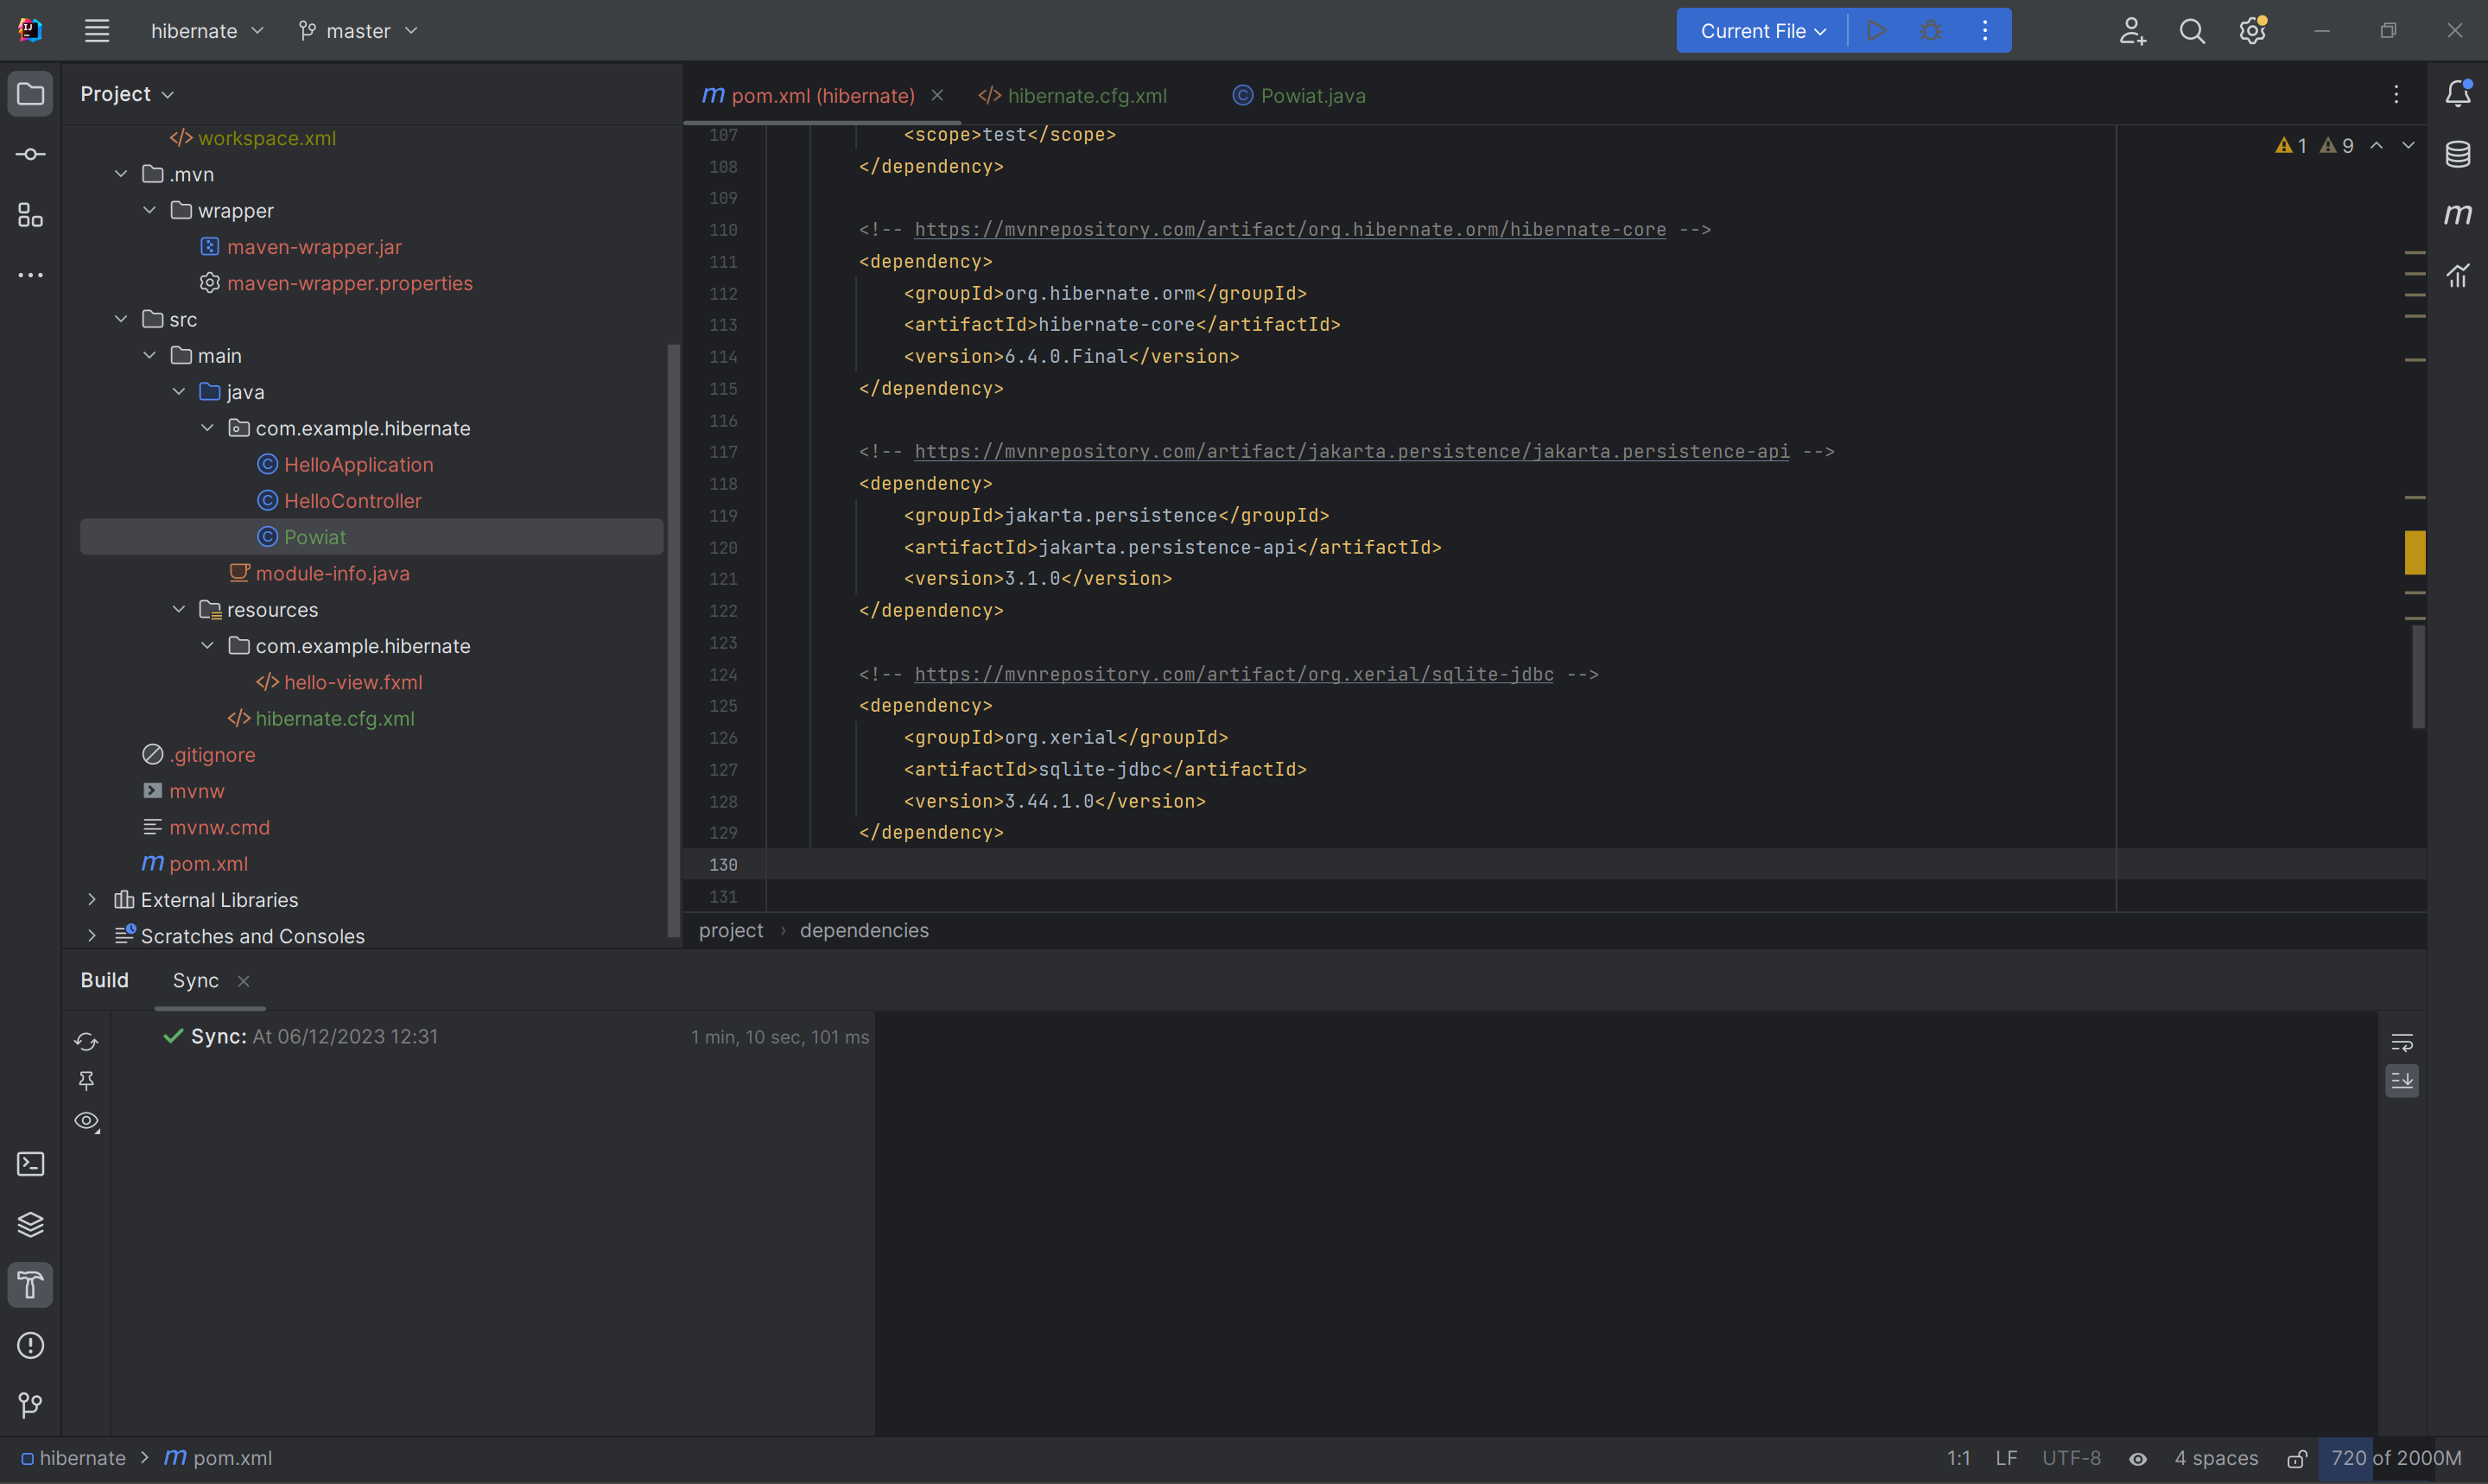 hibernate
master
Current File
Project
workspace.xml
.mvn
wrapper
maven-wrapper.jar
maven-wrapper.properties
src
main
java
com.example.hibernate
HelloApplication
HelloController
Powiat
module-info.java
resources
com.example.hibernate
hello-view.fxml
hibernate.cfg.xml
.gitignore
mvnw
mvnw.cmd
pom.xml
External Libraries
Scratches and Consoles
pom.xml (hibernate)
hibernate.cfg.xml
Powiat.java
1 9
107 <scope>test</scope>
108 </dependency>
109
110 <!-- https://mvnrepository.com/artifact/org.hibernate.orm/hibernate-core -->
111 <dependency>
112 <groupId>org.hibernate.orm</groupId>
113 <artifactId>hibernate-core</artifactId>
114 <version>6.4.0.Final</version>
115 </dependency>
116
117 <!-- https://mvnrepository.com/artifact/jakarta.persistence/jakarta.persistence-api -->
118 <dependency>
119 <groupId>jakarta.persistence</groupId>
120 <artifactId>jakarta.persistence-api</artifactId>
121 <version>3.1.0</version>
122 </dependency>
123
124 <!-- https://mvnrepository.com/artifact/org.xerial/sqlite-jdbc -->
125 <dependency>
126 <groupId>org.xerial</groupId>
127 <artifactId>sqlite-jdbc</artifactId>
128 <version>3.44.1.0</version>
129 </dependency>
130
131
project › dependencies
Build
Sync
Sync: At 06/12/2023 12:31
1 min, 10 sec, 101 ms
hibernate > pom.xml
1:1
LF
UTF-8
4 spaces
720 of 2000M